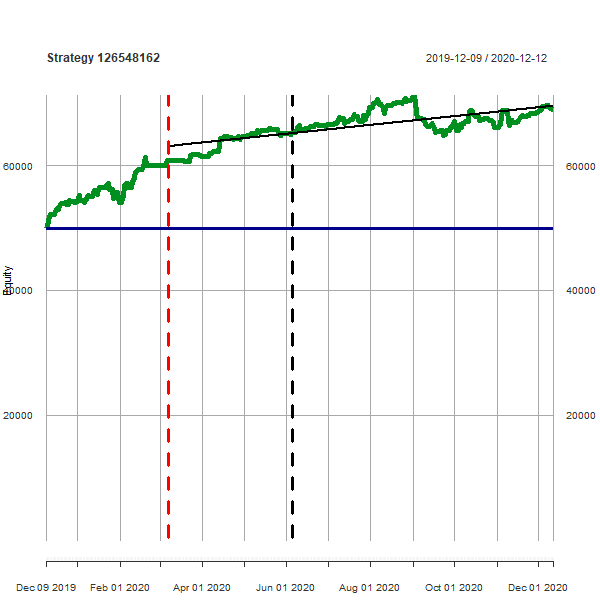 Strategy 126548162
2019-12-09 / 2020-12-12
60000
60000
Equity
40000
40000
20000
20000
Dec 09 2019
Feb 01 2020
Apr 01 2020
Jun 01 2020
Aug 01 2020
Oct 01 2020
Dec 01 2020